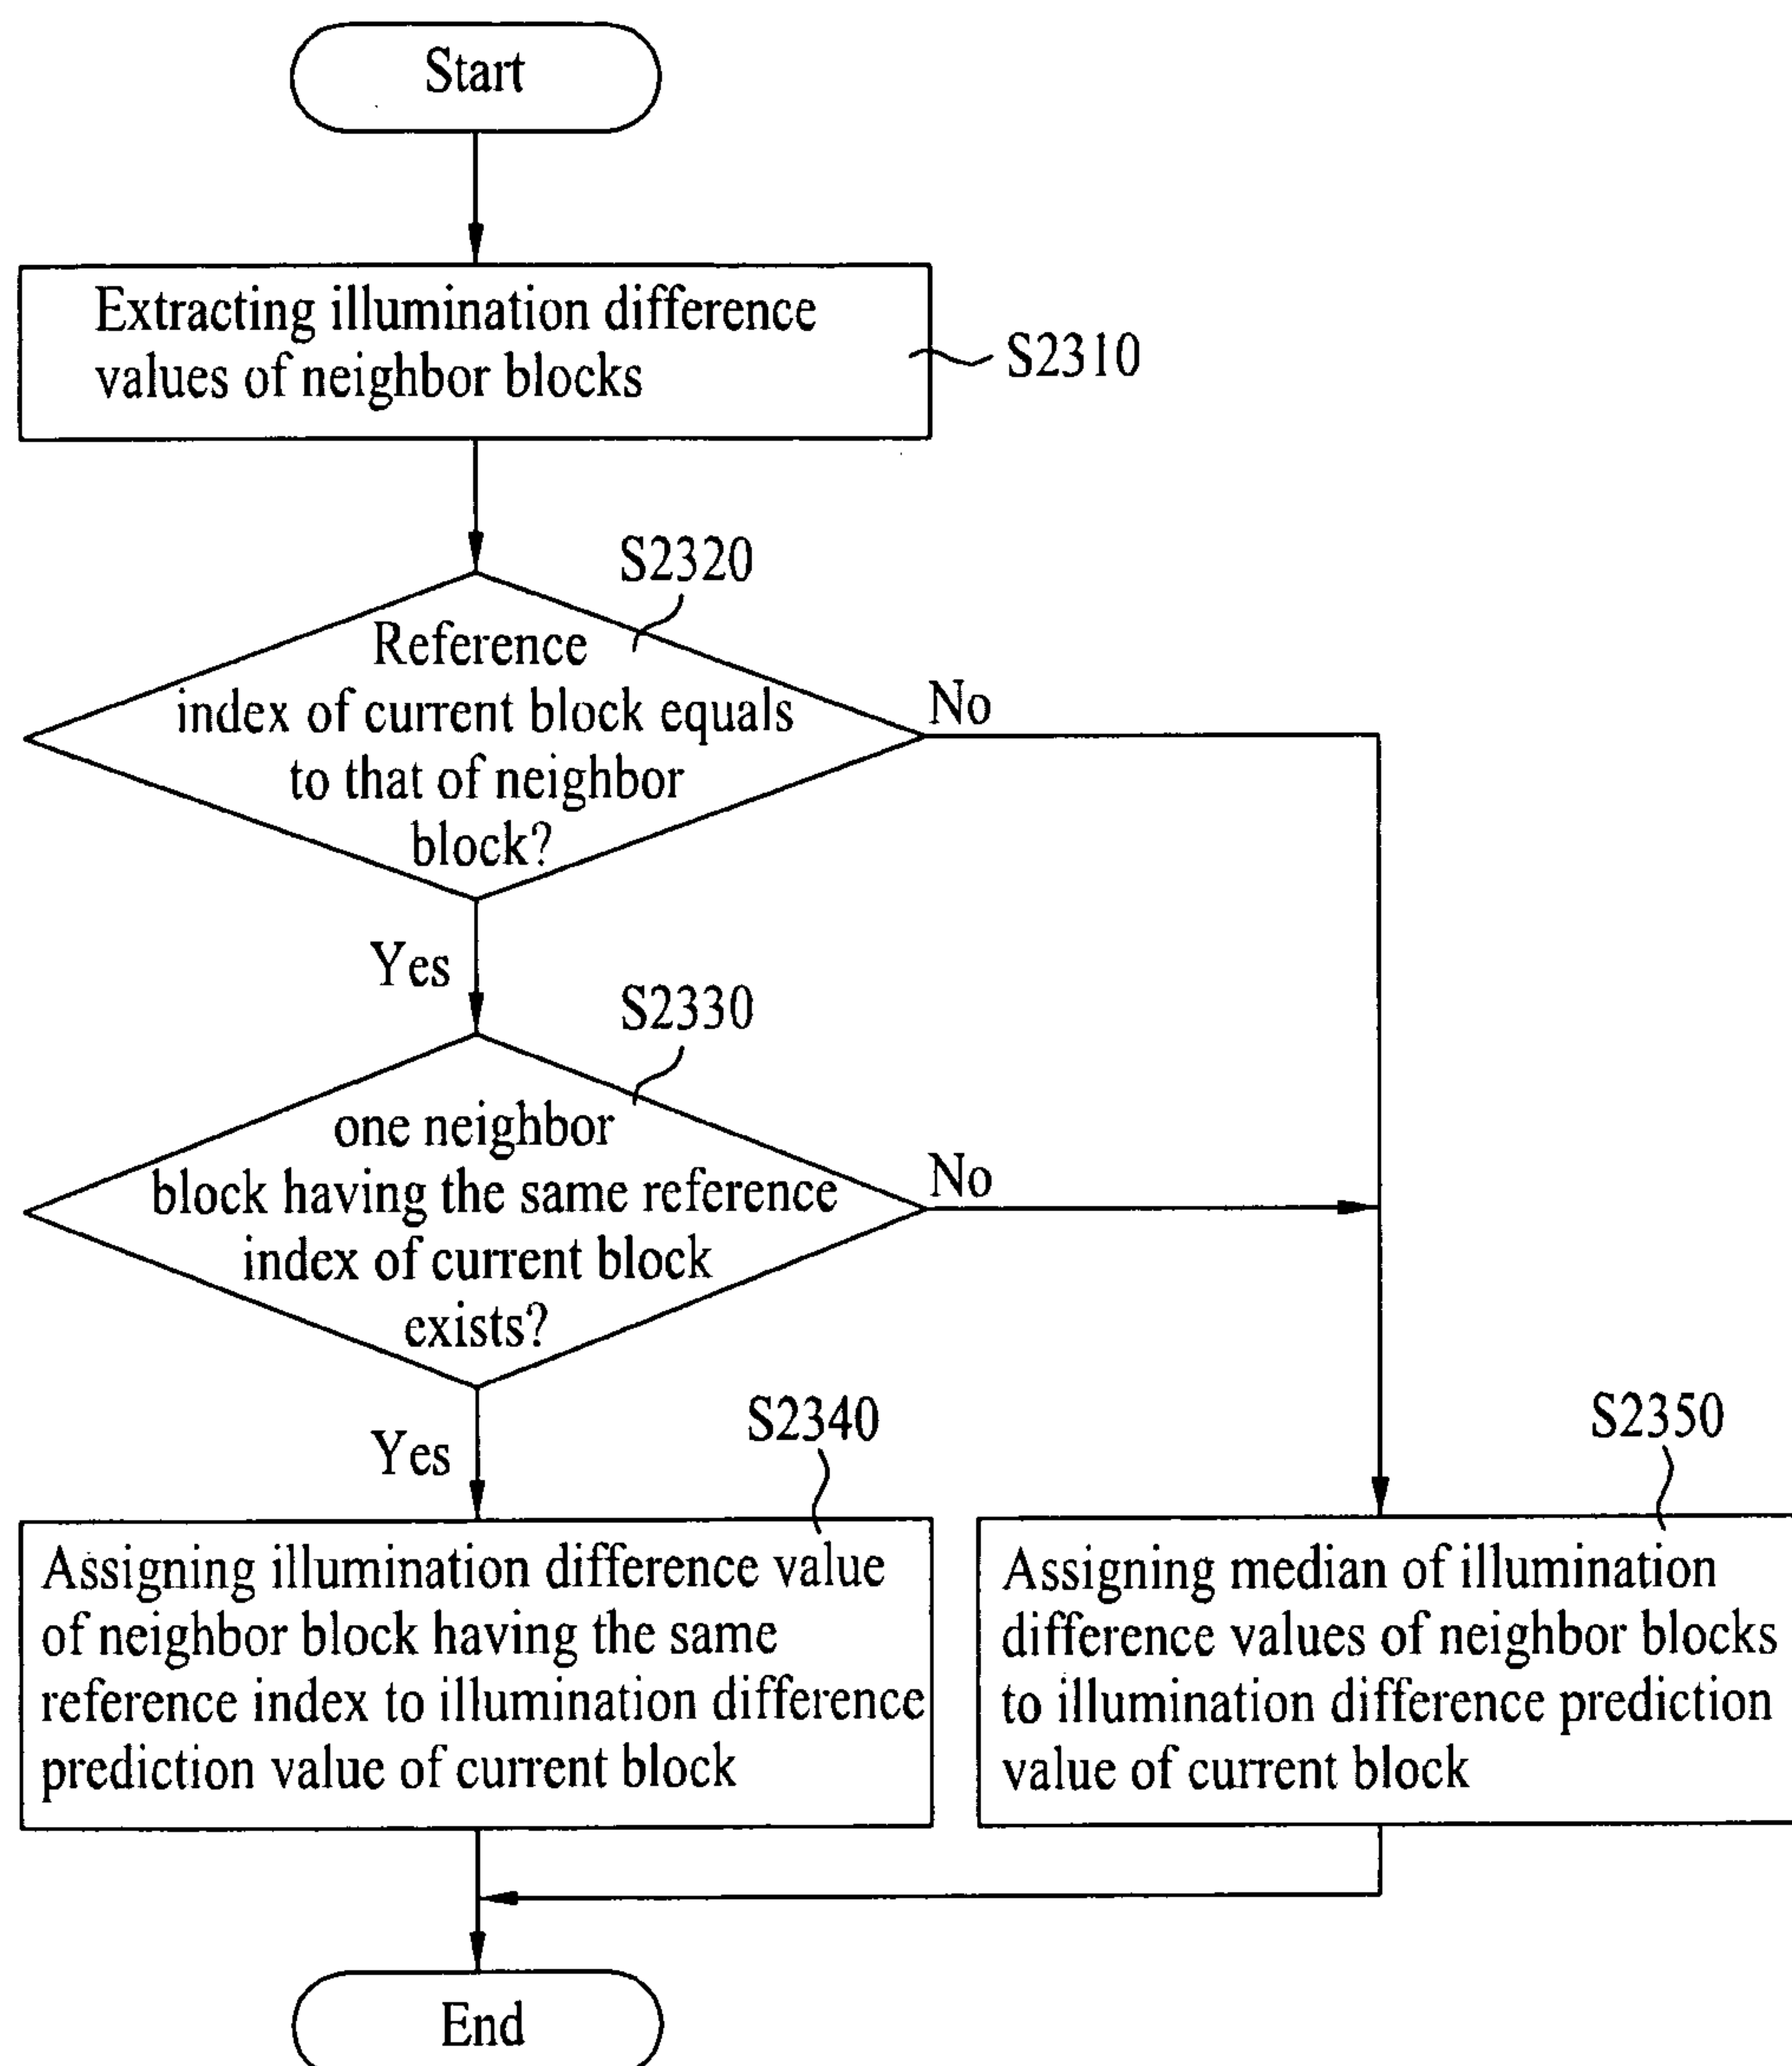 Start
Extracting illumination difference
values of neighbor blocks
S2310
S2320
Reference
index of current block equals
to that of neighbor
block?
No
Yes
S2330
one neighbor
block having the same reference
index of current block
exists?
No
Yes
S2340
Assigning illumination difference value
of neighbor block having the same
reference index to illumination difference
prediction value of current block
S2350
Assigning median of illumination
difference values of neighbor blocks
to illumination difference prediction
value of current block
End